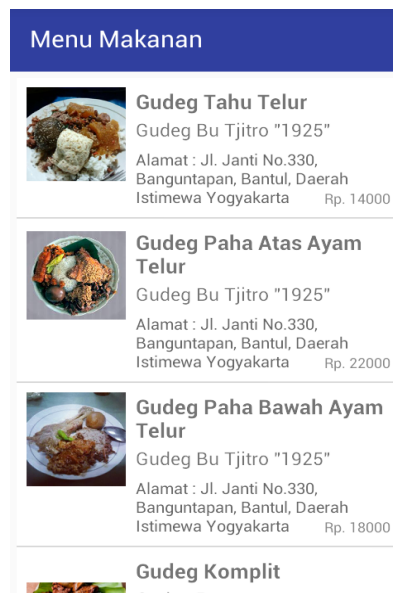 Menu Makanan
Gudeg Tahu Telur
Gudeg Bu Tjitro "1925"
Alamat : Jl. Janti No.330,
Banguntapan, Bantul, Daerah
Istimewa Yogyakarta
Rp. 14000
Gudeg Paha Atas Ayam
Telur
Gudeg Bu Tjitro "1925"
Alamat : Jl. Janti No.330,
Banguntapan, Bantul, Daerah
Istimewa Yogyakarta
Rp. 22000
Gudeg Paha Bawah Ayam
Telur
Gudeg Bu Tjitro "1925"
Alamat : Jl. Janti No.330,
Banguntapan, Bantul, Daerah
Istimewa Yogyakarta
Rp. 18000
Gudeg Komplit